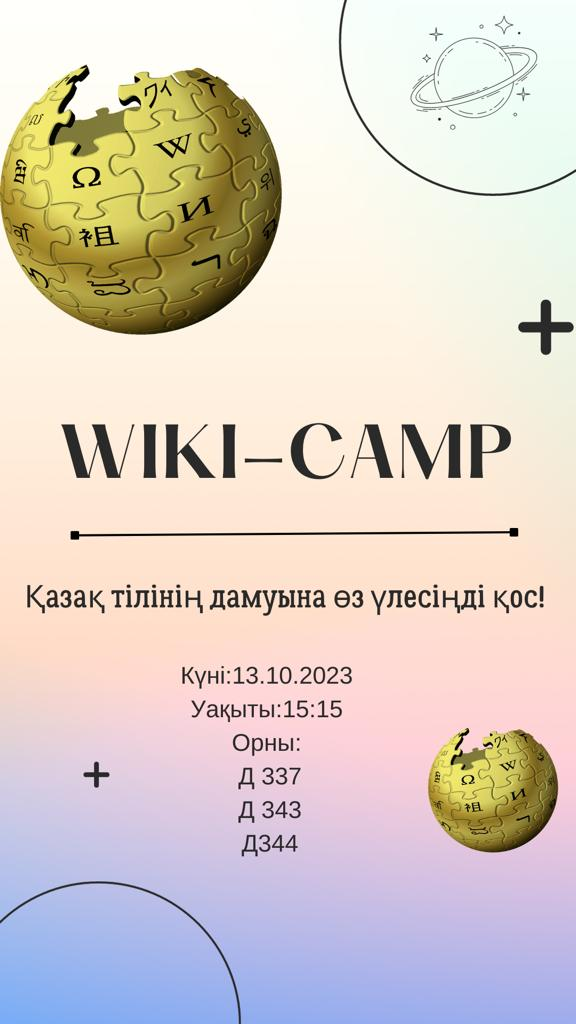 WIKI–CAMP
Қазақ тілінің дамуына өз үлесіңді қос!
Күні:13.10.2023
Уақыты:15:15
Орны:
Д 337
Д 343
Д344